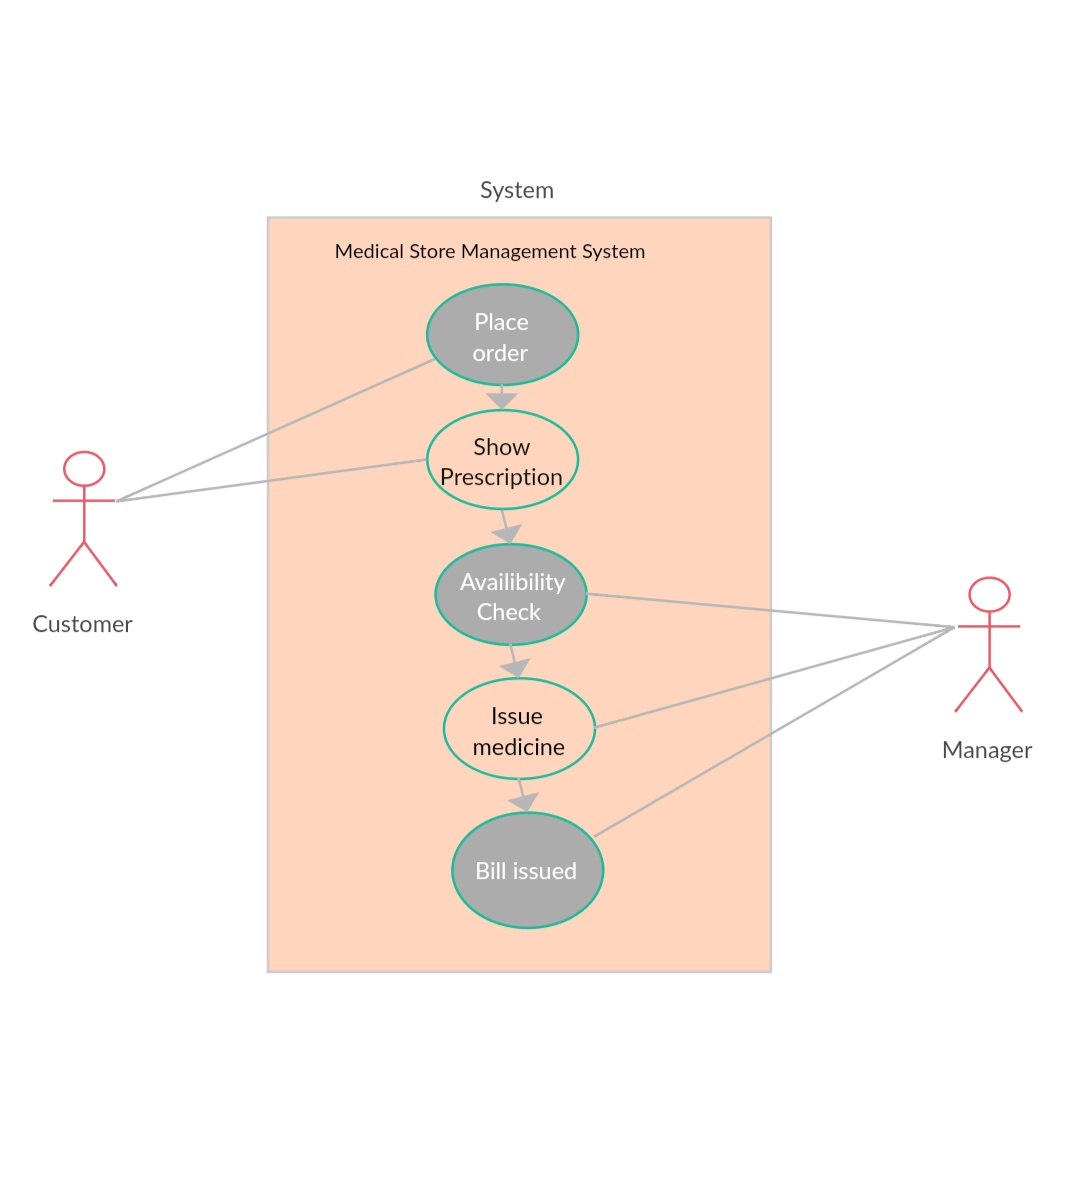 System
Medical Store Management System
Place
order
Show
Prescription
Availibility
Check
Customer
Issue
medicine
Manager
Bill issued